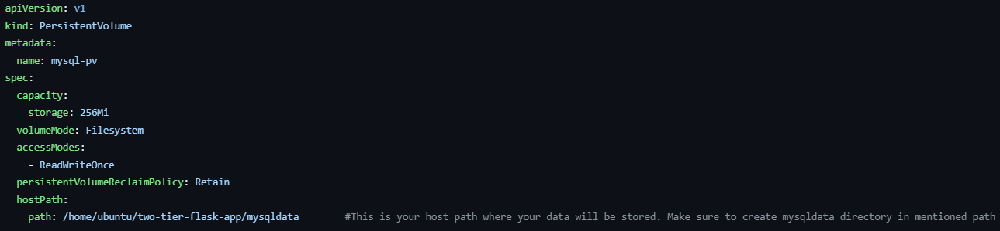 apiVersion: v1
kind: PersistentVolume
metadata:
  name: mysql-pv
spec:
  capacity:
    storage: 256Mi
  volumeMode: Filesystem
  accessModes:
    - ReadWriteOnce
  persistentVolumeReclaimPolicy: Retain
  hostPath:
    path: /home/ubuntu/two-tier-flask-app/mysqldata        #This is your host path where your data will be stored. Make sure to create mysqldata directory in mentioned path